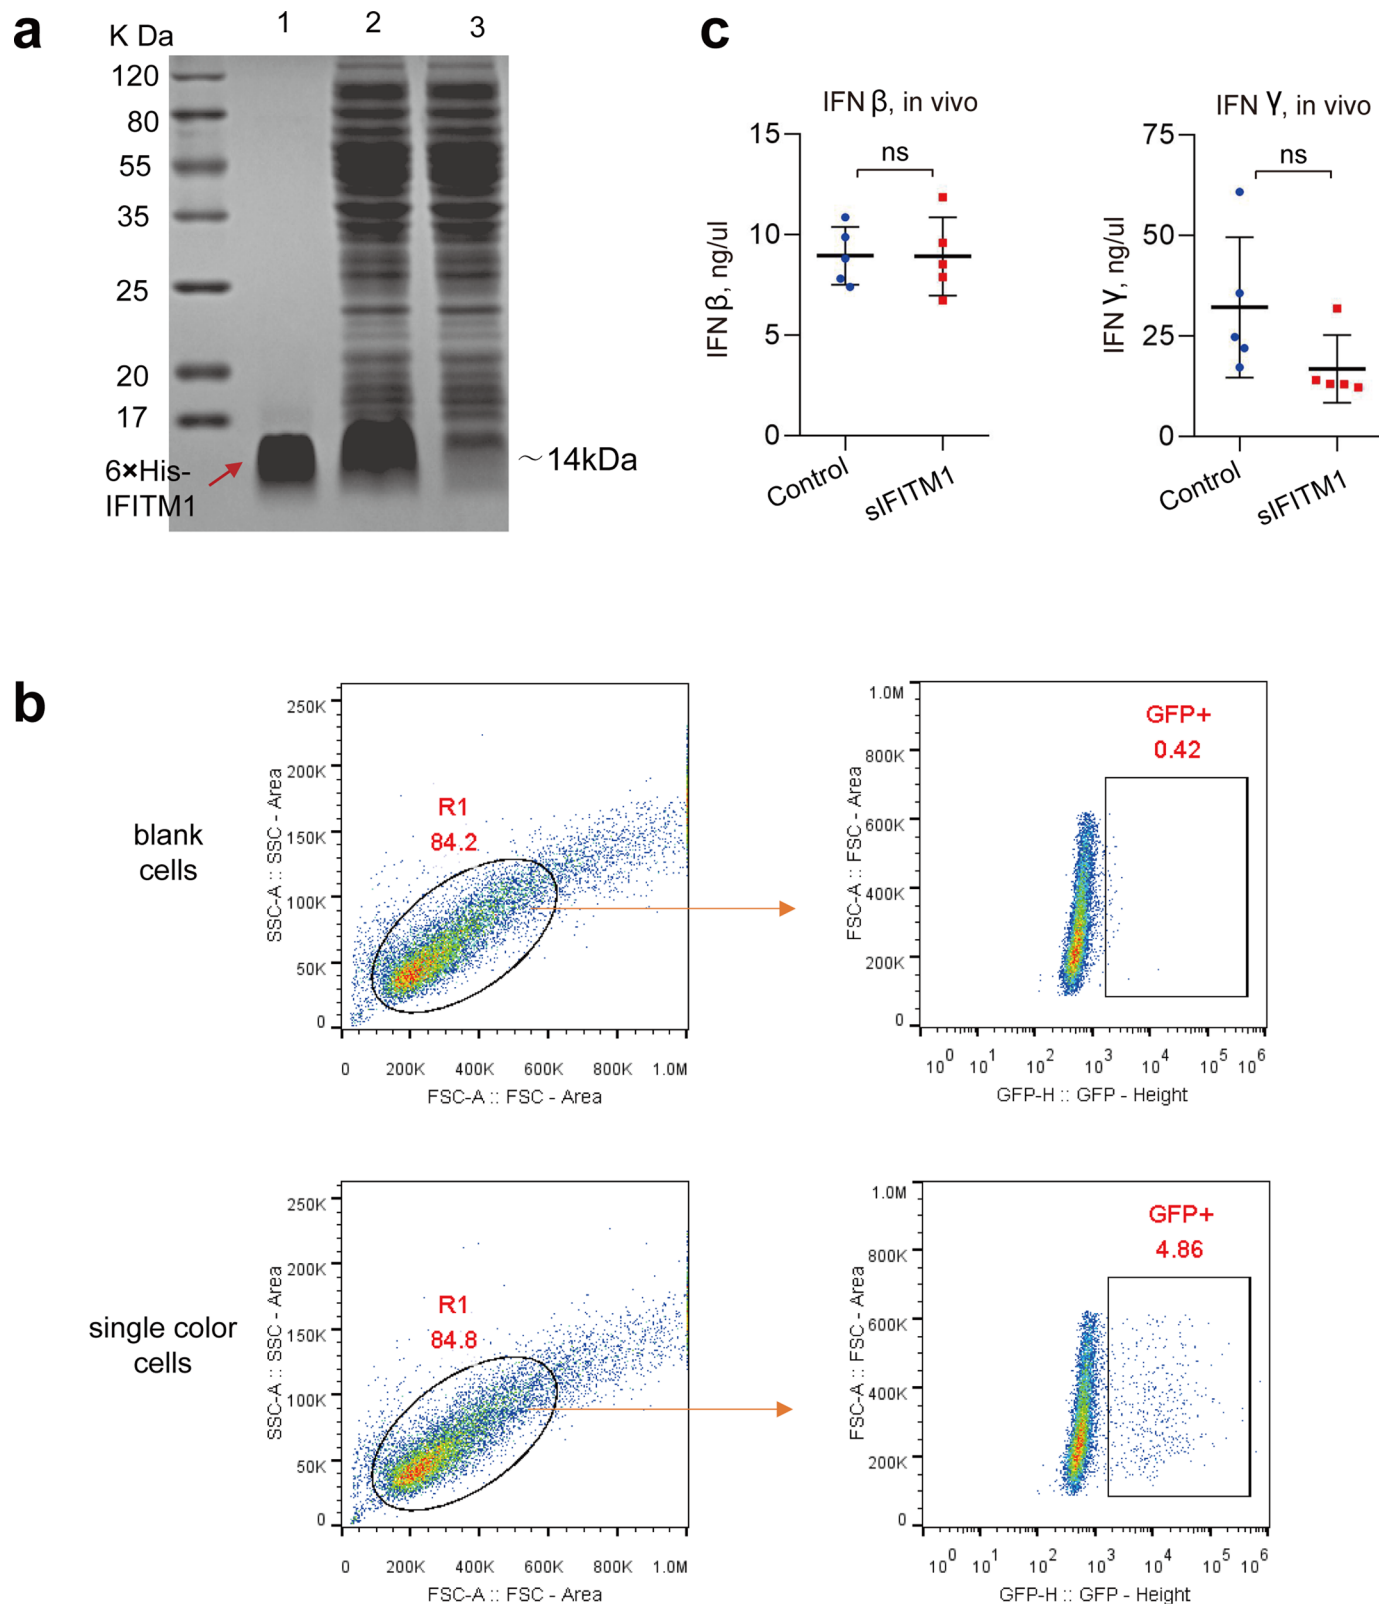 a
K Da
1
2
3
120
80
55
35
25
20
17
6×His-
IFITM1
~14kDa
c
IFN β, in vivo
15
10
5
0
IFN β, ng/ul
ns
Control
sIFITM1
IFN γ, in vivo
75
50
25
0
IFN γ, ng/ul
ns
Control
sIFITM1
b
blank
cells
250K
200K
150K
100K
50K
0
SSC-A :: SSC - Area
R1
84.2
0 200K 400K 600K 800K 1.0M
FSC-A :: FSC - Area
1.0M
800K
600K
400K
200K
0
FSC-A :: FSC - Area
GFP+
0.42
10^0 10^1 10^2 10^3 10^4 10^5 10^6
GFP-H :: GFP - Height
single color
cells
250K
200K
150K
100K
50K
0
SSC-A :: SSC - Area
R1
84.8
0 200K 400K 600K 800K 1.0M
FSC-A :: FSC - Area
1.0M
800K
600K
400K
200K
0
FSC-A :: FSC - Area
GFP+
4.86
10^0 10^1 10^2 10^3 10^4 10^5 10^6
GFP-H :: GFP - Height